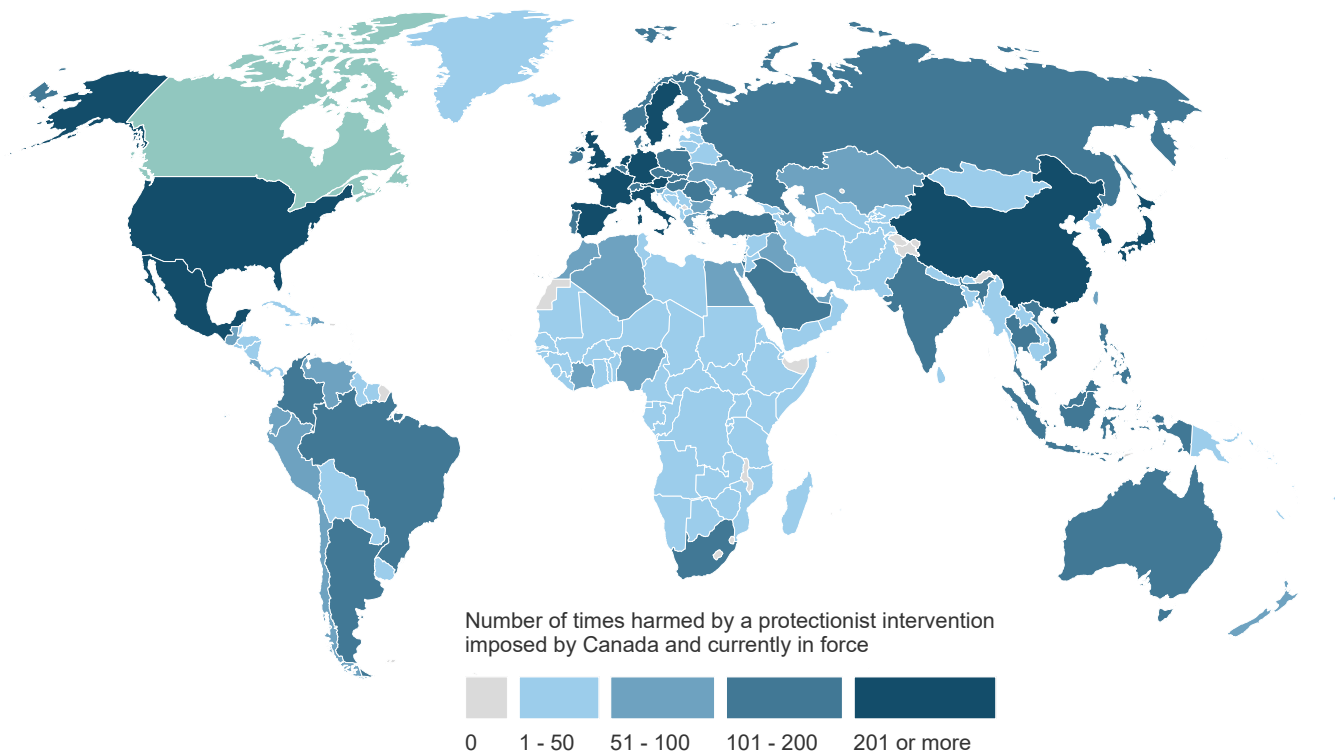 Number of times harmed by a protectionist intervention
imposed by Canada and currently in force
0
1 - 50
51 - 100
101 - 200
201 or more